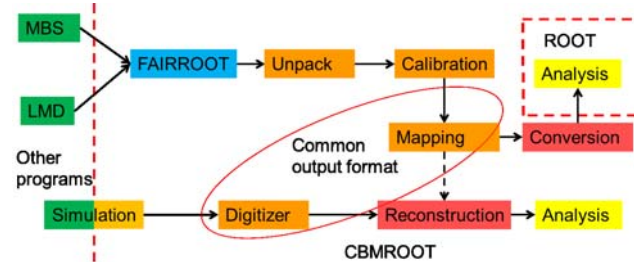 MBS
ROOT
FAIRROOT
Unpack
Calibration
Analysis
LMD
Mapping
Conversion
Common
output format
Other
programs
Simulation
Digitizer
Reconstruction
Analysis
CBMROOT